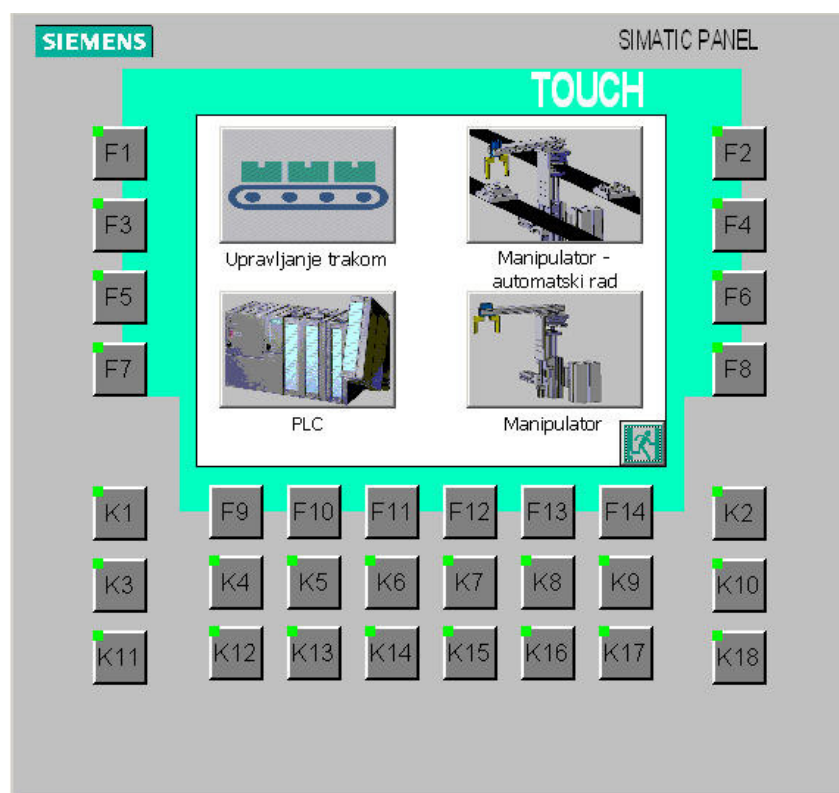 SIEMENS
SIMATIC PANEL
TOUCH
F1
F2
F3
F4
F5
F6
F7
F8
Upravljanje trakom
Manipulator -
automatski rad
PLC
Manipulator
K1
F9
F10
F11
F12
F13
F14
K2
K3
K4
K5
K6
K7
K8
K9
K10
K11
K12
K13
K14
K15
K16
K17
K18